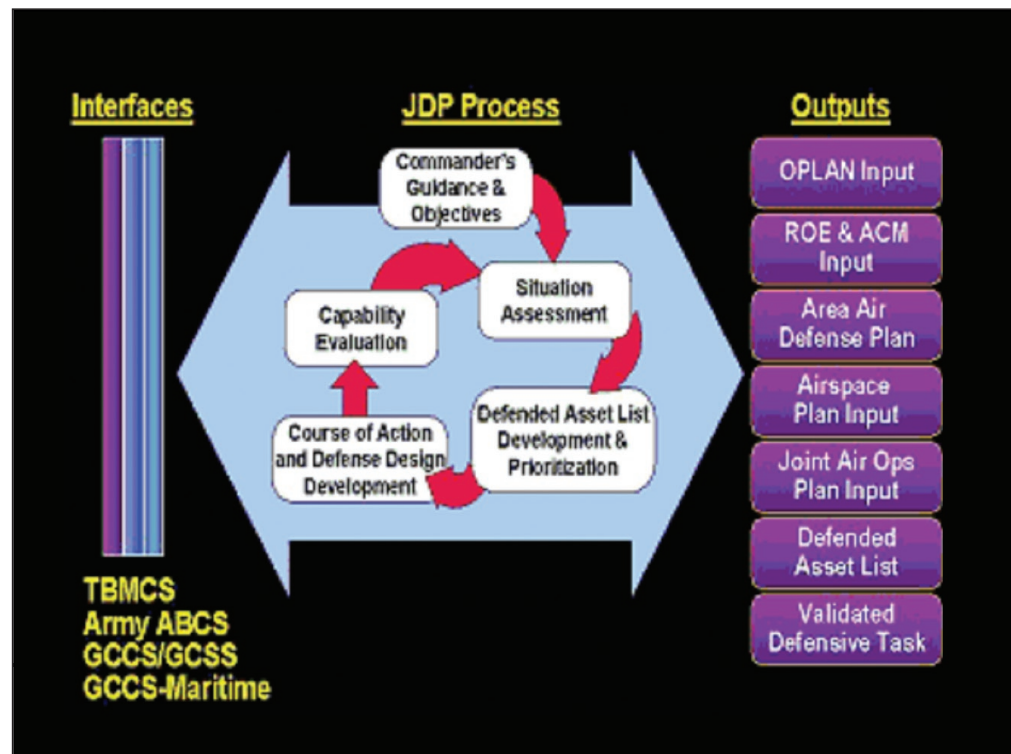 Interfaces
TBMCS
Army ABCS
GCCS/GCSS
GCCS-Maritime
JDP Process
Commander's
Guidance &
Objectives
Situation
Assessment
Defended Asset List
Development &
Prioritization
Course of Action
and Defense Design
Development
Capability
Evaluation
Outputs
OPLAN Input
ROE & ACM
Input
Area Air
Defense Plan
Airspace
Plan Input
Joint Air Ops
Plan Input
Defended
Asset List
Validated
Defensive Task